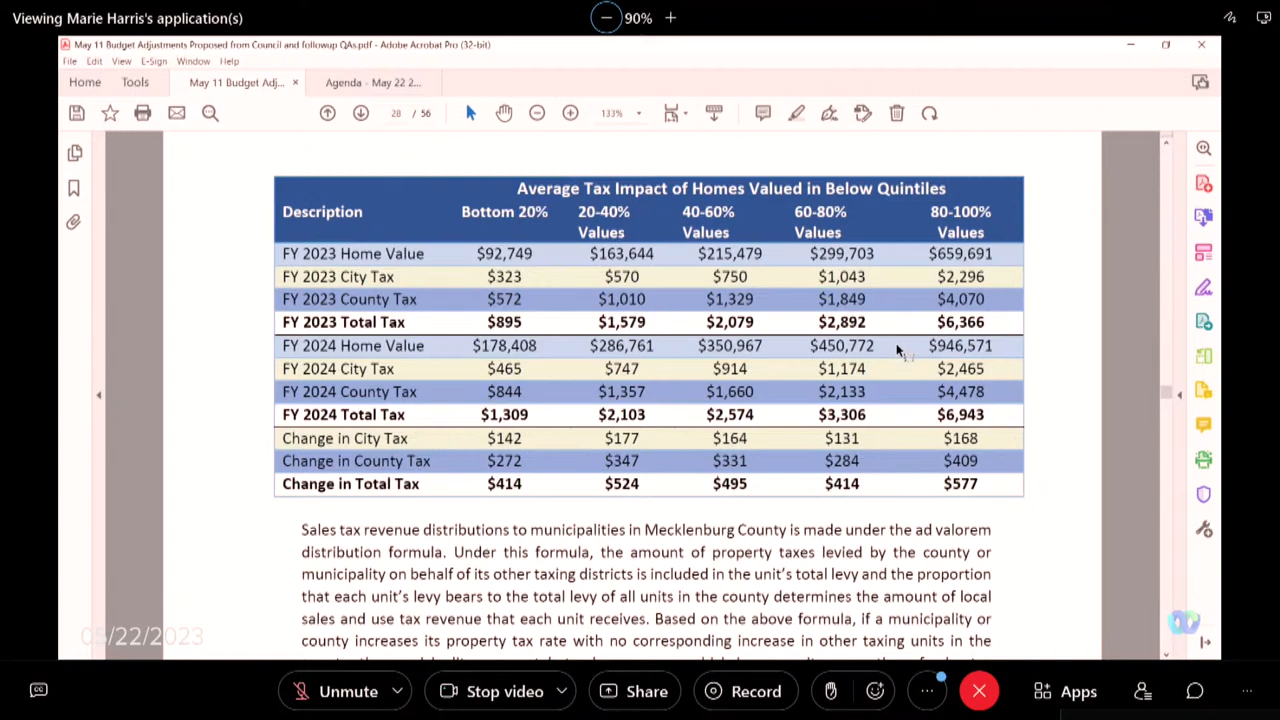 Viewing Marie Harris's application(s)
90%
May 11 Budget Adjustments Proposed from Council and followup QAs.pdf - Adobe Acrobat Pro (32-bit)
File Edit View E-Sign Window Help
Home Tools May 11 Budget Adj... × Agenda - May 22 2...
28 / 56 133%
Average Tax Impact of Homes Valued in Below Quintiles
Description Bottom 20% 20-40% 40-60% 60-80% 80-100%
Values Values Values Values
FY 2023 Home Value $92,749 $163,644 $215,479 $299,703 $659,691
FY 2023 City Tax $323 $570 $750 $1,043 $2,296
FY 2023 County Tax $572 $1,010 $1,329 $1,849 $4,070
FY 2023 Total Tax $895 $1,579 $2,079 $2,892 $6,366
FY 2024 Home Value $178,408 $286,761 $350,967 $450,772 $946,571
FY 2024 City Tax $465 $747 $914 $1,174 $2,465
FY 2024 County Tax $844 $1,357 $1,660 $2,133 $4,478
FY 2024 Total Tax $1,309 $2,103 $2,574 $3,306 $6,943
Change in City Tax $142 $177 $164 $131 $168
Change in County Tax $272 $347 $331 $284 $409
Change in Total Tax $414 $524 $495 $414 $577
Sales tax revenue distributions to municipalities in Mecklenburg County is made under the ad valorem
distribution formula. Under this formula, the amount of property taxes levied by the county or
municipality on behalf of its other taxing districts is included in the unit's total levy and the proportion
that each unit's levy bears to the total levy of all units in the county determines the amount of local
sales and use tax revenue that each unit receives. Based on the above formula, if a municipality or
county increases its property tax rate with no corresponding increase in other taxing units in the
05/22/2023
Unmute Stop video Share Record Apps